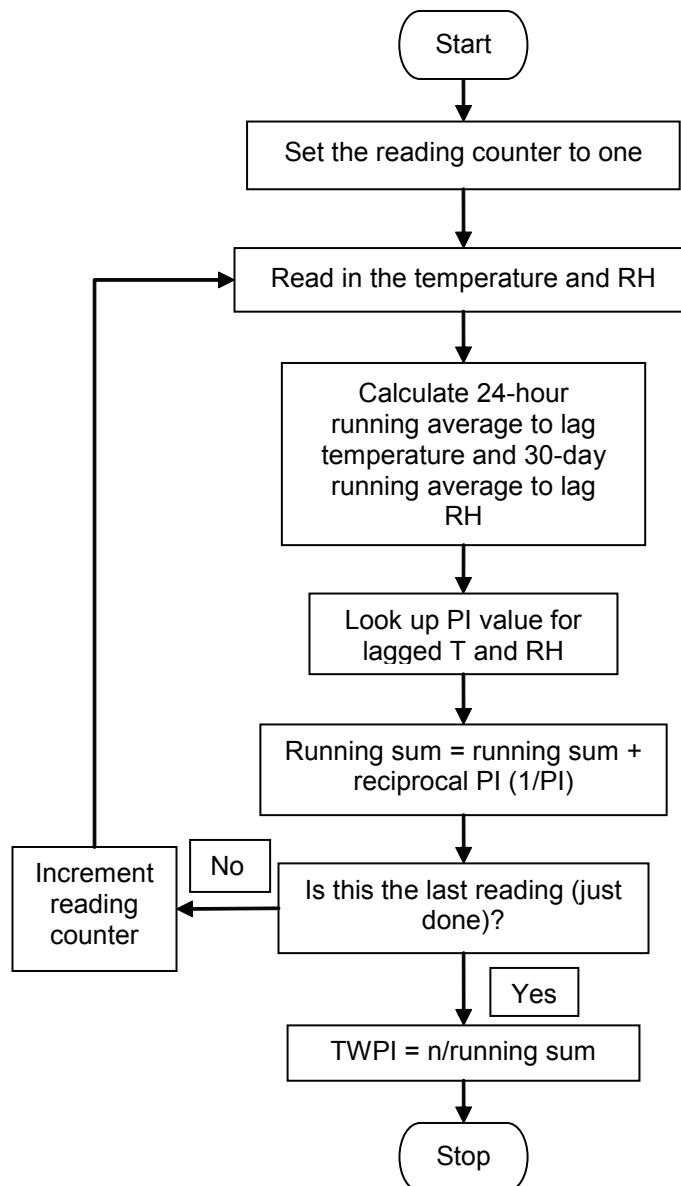 Start
Set the reading counter to one
Read in the temperature and RH
Calculate 24-hour
running average to lag
temperature and 30-day
running average to lag
RH
Look up PI value for
lagged T and RH
Running sum = running sum +
reciprocal PI (1/PI)
No
Increment
reading
counter
Is this the last reading (just
done)?
Yes
TWPI = n/running sum
Stop